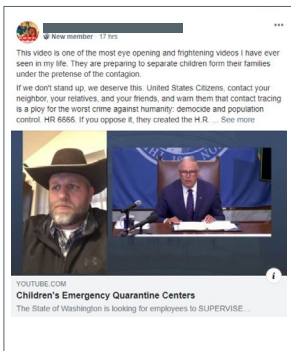 New member · 17 hrs
This video is one of the most eye opening and frightening videos I have ever
seen in my life. They are preparing to separate children form their families
under the pretense of the contagion.
If we don't stand up, we deserve this. United States Citizens, contact your
neighbor, your relatives, and your friends, and warn them that contact tracing
is a ploy for the worst crime against humanity: democide and population
control. HR 6666. If you oppose it, they created the H.R. ... See more
YOUTUBE.COM
Children's Emergency Quarantine Centers
The State of Washington is looking for employees to SUPERVISE...